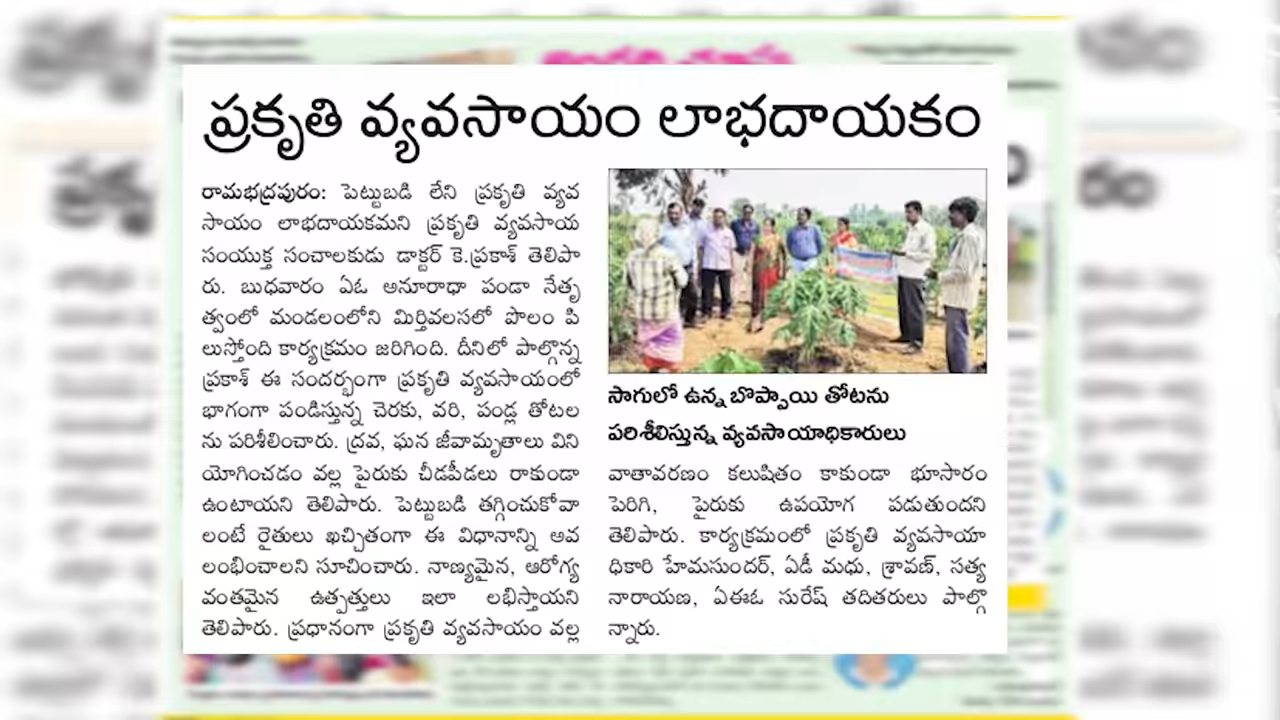 ప్రకృతి వ్యవసాయం లాభదాయకం
రామభద్రపురం: పెట్టుబడి లేని ప్రకృతి వ్యవ
సాయం లాభదాయకమని ప్రకృతి వ్యవసాయ
సంయుక్త సంచాలకుడు డాక్టర్ కె.ప్రకాశ్ తెలిపా
రు. బుధవారం ఏఓ అనూరాధా పండా నేతృ
త్వంలో మండలంలోని మిర్తివలసలో పొలం పి
లుస్తోంది కార్యక్రమం జరిగింది. దీనిలో పాల్గొన్న
ప్రకాశ్ ఈ సందర్భంగా ప్రకృతి వ్యవసాయంలో
భాగంగా పండిస్తున్న చెరకు, వరి, పండ్ల తోటల
ను పరిశీలించారు. ద్రవ, ఘన జీవామృతాలు విని
యోగించడం వల్ల పైరుకు చీడపీడలు రాకుండా
ఉంటాయని తెలిపారు. పెట్టుబడి తగ్గించుకోవా
లంటే రైతులు ఖచ్చితంగా ఈ విధానాన్ని అవ
లంభించాలని సూచించారు. నాణ్యమైన, ఆరోగ్య
వంతమైన ఉత్పత్తులు ఇలా లభిస్తాయని
తెలిపారు. ప్రధానంగా ప్రకృతి వ్యవసాయం వల్ల
సాగులో ఉన్న బొప్పాయి తోటను
పరిశీలిస్తున్న వ్యవసాయాధికారులు
వాతావరణం కలుషితం కాకుండా భూసారం
పెరిగి, పైరుకు ఉపయోగ పడుతుందని
తెలిపారు. కార్యక్రమంలో ప్రకృతి వ్యవసాయా
ధికారి హేమసుందర్, ఏడీ మధు, శ్రావణ్, సత్య
నారాయణ, ఏఈఓ సురేష్ తదితరులు పాల్గొ
న్నారు.